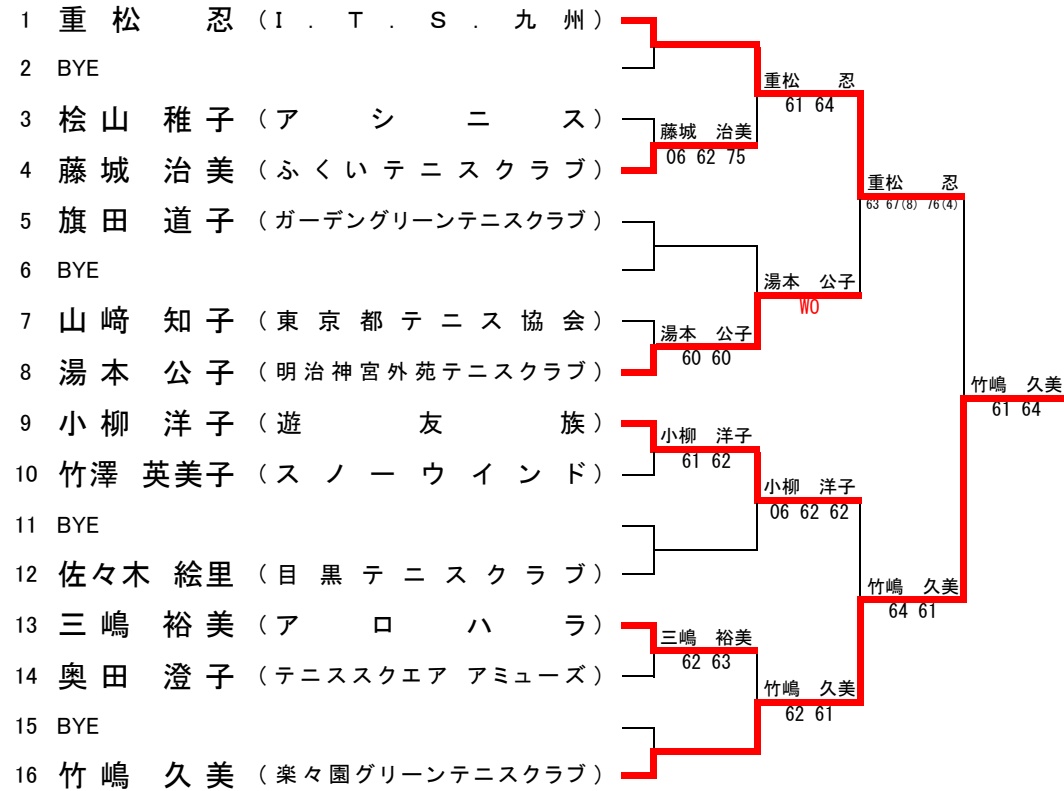 1 重松 忍 (I.T.S.九州)
2 BYE
3 桧山 稚子 (アシニス)
4 藤城 治美 (ふくいテニスクラブ)
5 旗田 道子 (ガーデングリーンテニスクラブ)
6 BYE
7 山﨑 知子 (東京都テニス協会)
8 湯本 公子 (明治神宮外苑テニスクラブ)
9 小柳 洋子 (遊友族)
10 竹澤 英美子 (スノーウインド)
11 BYE
12 佐々木 絵里 (目黒テニスクラブ)
13 三嶋 裕美 (アロハラ)
14 奥田 澄子 (テニススクエア アミューズ)
15 BYE
16 竹嶋 久美 (楽々園グリーンテニスクラブ)
藤城 治美
06 62 75
湯本 公子
60 60
小柳 洋子
61 62
三嶋 裕美
62 63
重松 忍
61 64
湯本 公子
WO
小柳 洋子
06 62 62
竹嶋 久美
62 61
重松 忍
63 67(8) 76(4)
竹嶋 久美
64 61
竹嶋 久美
61 64